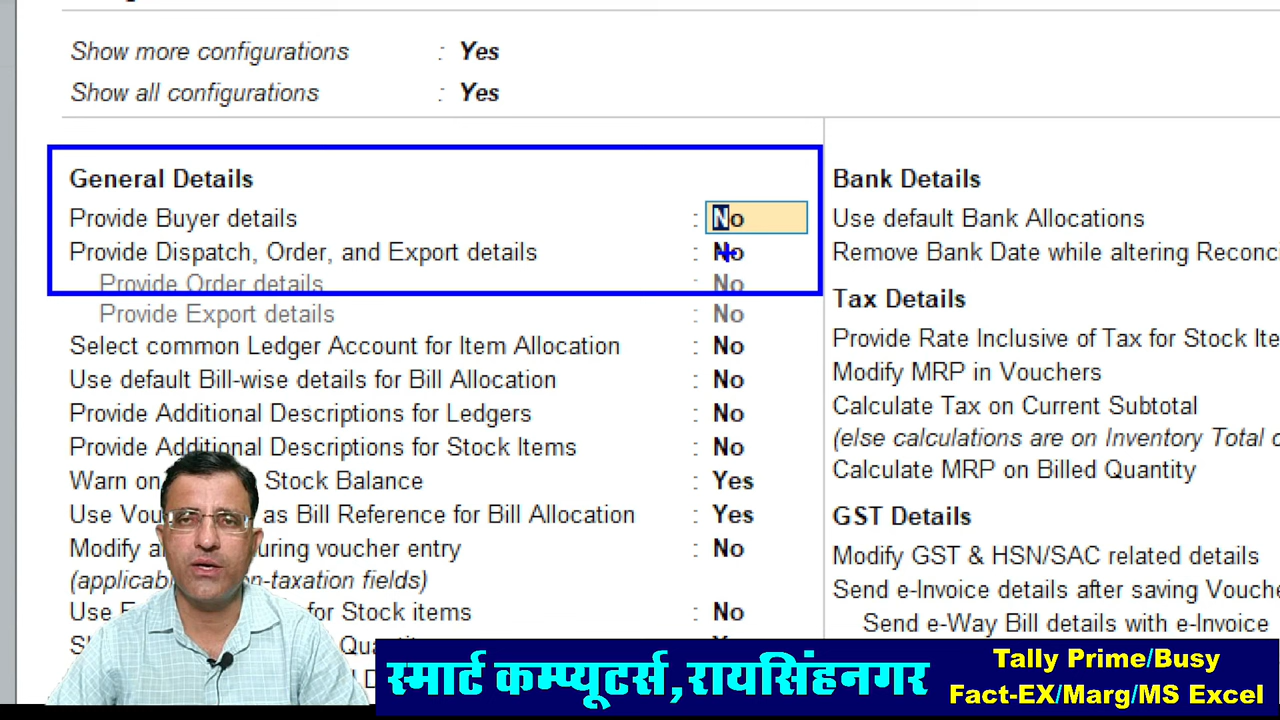 Show more configurations : Yes
Show all configurations : Yes
General Details
Provide Buyer details : No
Provide Dispatch, Order, and Export details : No
Provide Order details : No
Provide Export details : No
Select common Ledger Account for Item Allocation : No
Use default Bill-wise details for Bill Allocation : No
Provide Additional Descriptions for Ledgers : No
Provide Additional Descriptions for Stock Items : No
Warn on Stock Balance : Yes
Use as Bill Reference for Bill Allocation : Yes
Modify voucher entry : No
fields)
Use for Stock items : No
Bank Details
Use default Bank Allocations
Remove Bank Date while altering
Tax Details
Provide Rate Inclusive of Tax for Stock
Modify MRP in Vouchers
Calculate Tax on Current Subtotal
(else calculations are on Inventory Total
Calculate MRP on Billed Quantity
GST Details
Modify GST & HSN/SAC related details
Send e-Invoice details after saving
Send e-Way Bill details with e-Invoice
स्मार्ट कम्प्यूटर्स,रायसिंहनगर
Tally Prime/Busy
Fact-EX/Marg/MS Excel